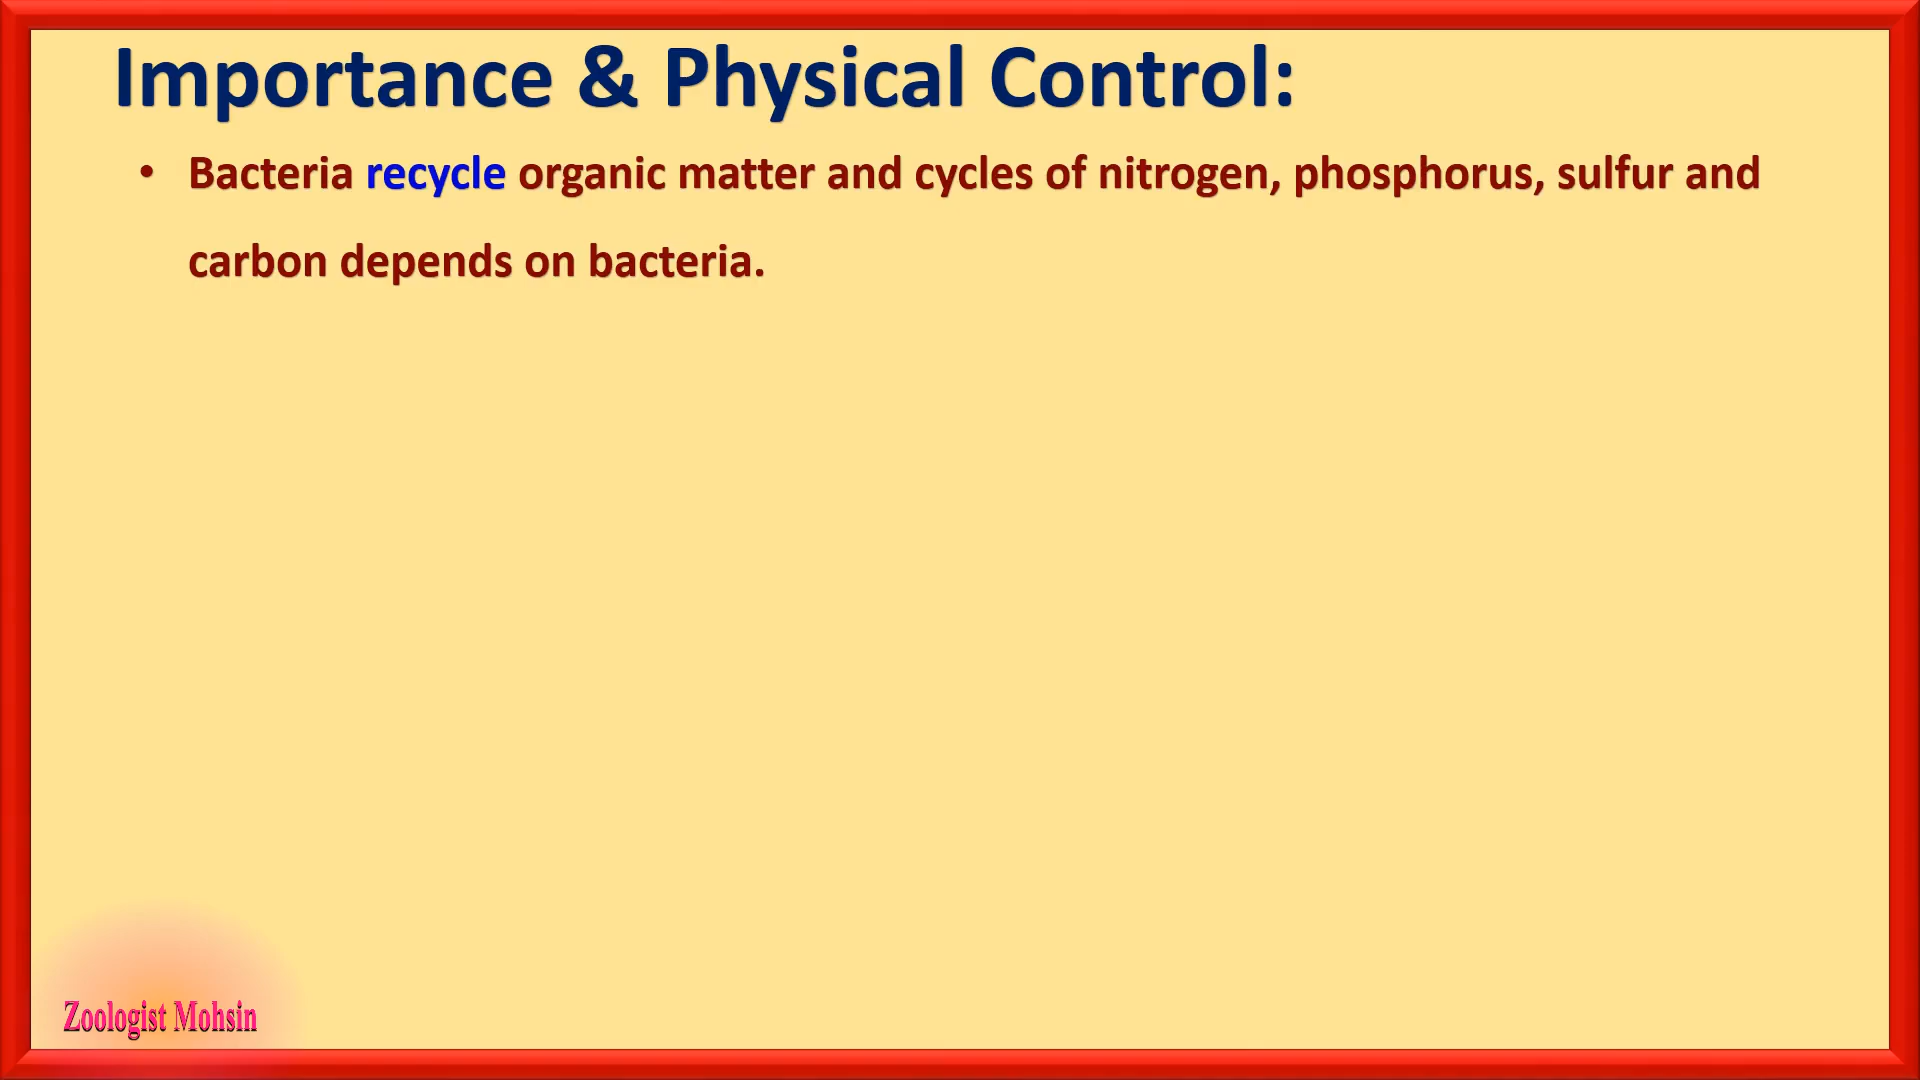 Importance & Physical Control:
• Bacteria recycle organic matter and cycles of nitrogen, phosphorus, sulfur and
carbon depends on bacteria.
Zoologist Mohsin